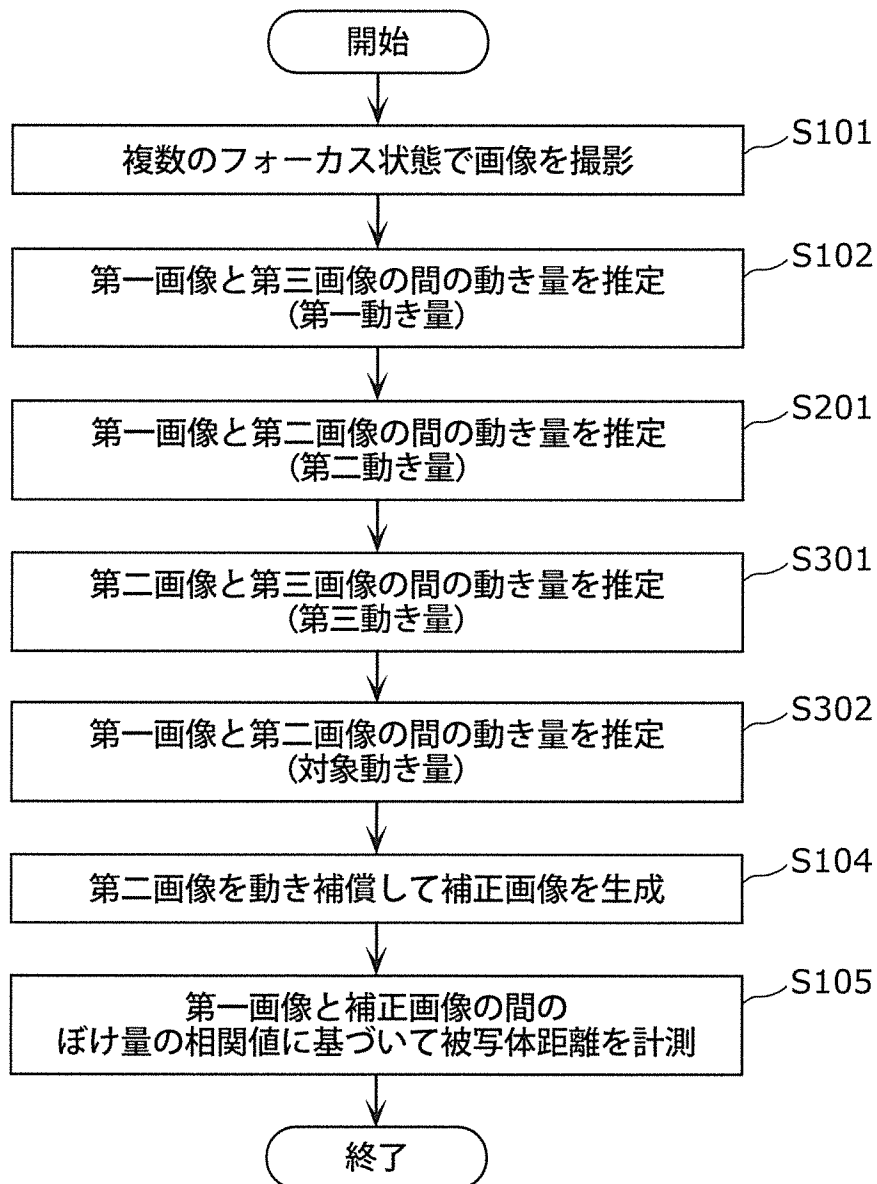 開始
複数のフォーカス状態で画像を撮影
S101
第一画像と第三画像の間の動き量を推定
(第一動き量)
S102
第一画像と第二画像の間の動き量を推定
(第二動き量)
S201
第二画像と第三画像の間の動き量を推定
(第三動き量)
S301
第一画像と第二画像の間の動き量を推定
(対象動き量)
S302
第二画像を動き補償して補正画像を生成
S104
第一画像と補正画像の間の
ぼけ量の相関値に基づいて被写体距離を計測
S105
終了